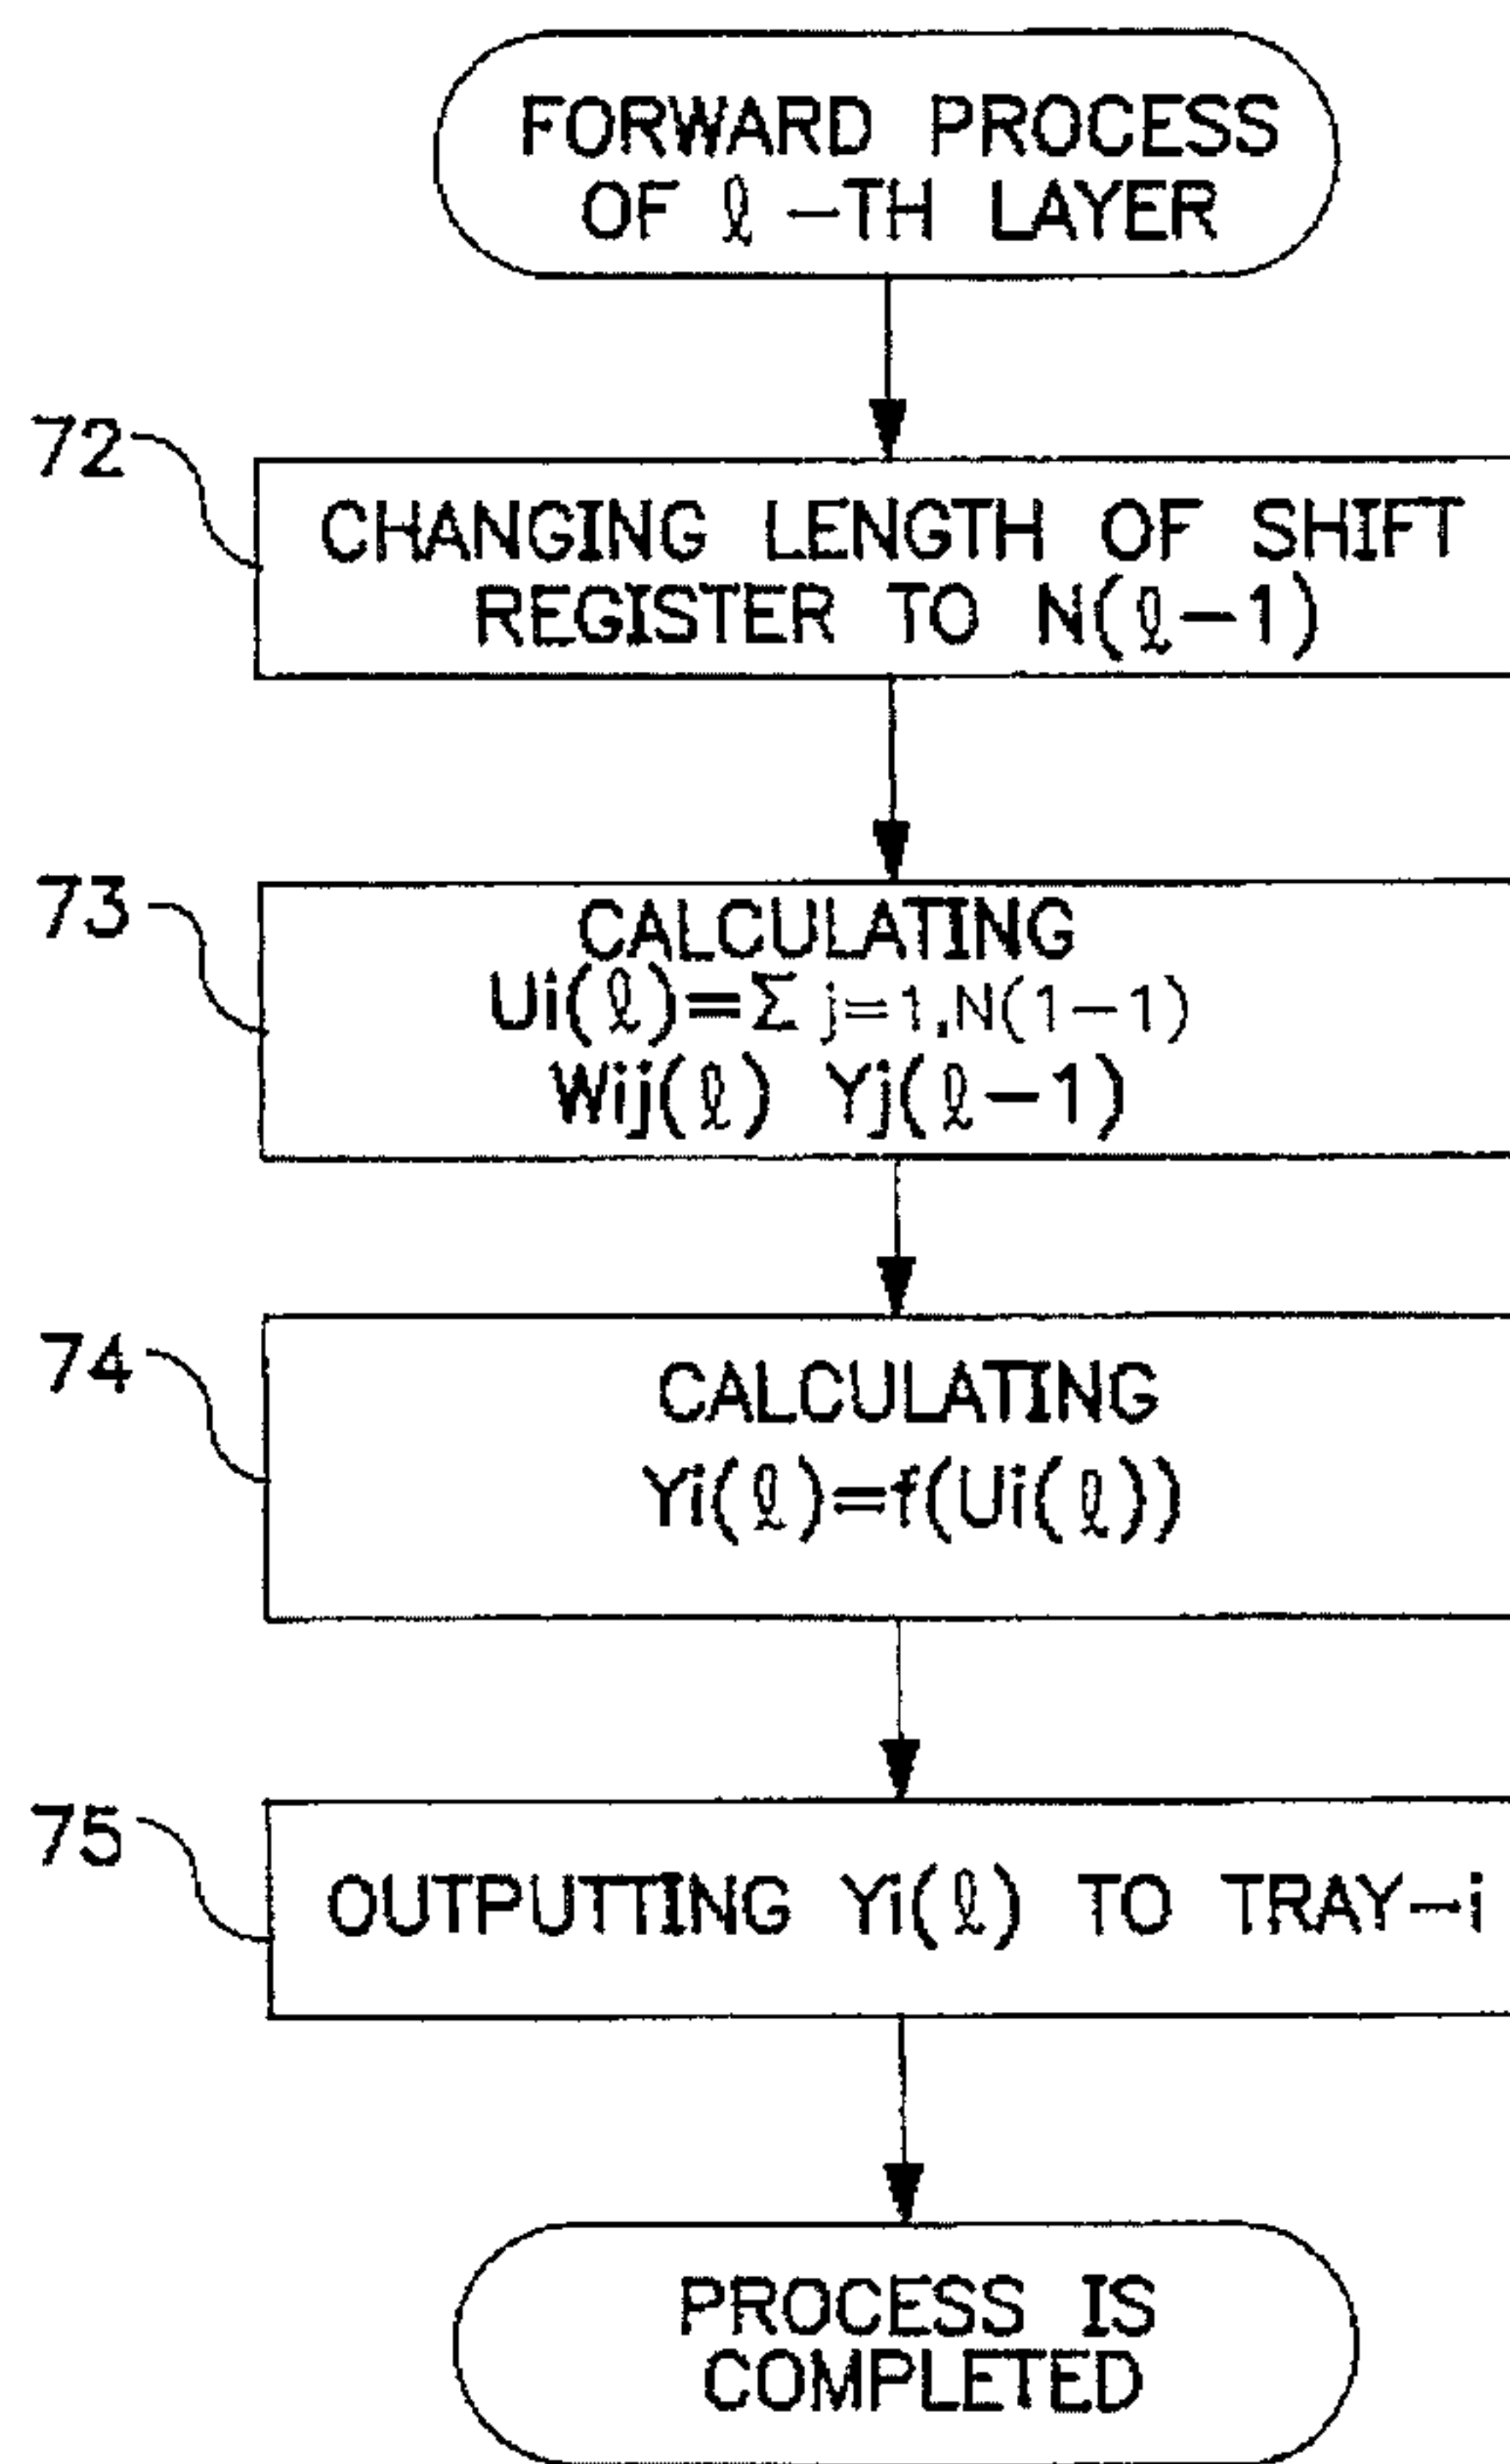 FORWARD PROCESS
OF ℓ-TH LAYER
72
CHANGING LENGTH OF SHIFT
REGISTER TO N(ℓ-1)
73
CALCULATING
Ui(ℓ)=Σ j=1,N(1-1)
Wij(ℓ) Yj(ℓ-1)
74
CALCULATING
Yi(ℓ)=f(Ui(ℓ))
75
OUTPUTTING Yi(ℓ) TO TRAY-i
PROCESS IS
COMPLETED